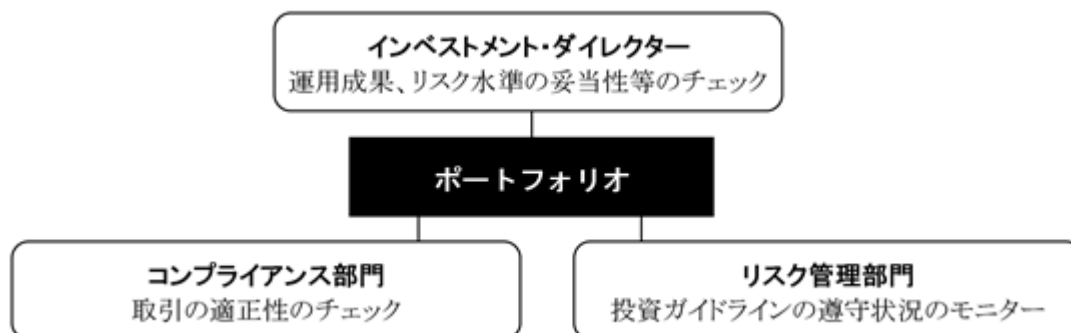 インベストメント・ダイレクター
運用成果、リスク水準の妥当性等のチェック
ポートフォリオ
コンプライアンス部門
取引の適正性のチェック
リスク管理部門
投資ガイドラインの遵守状況のモニター